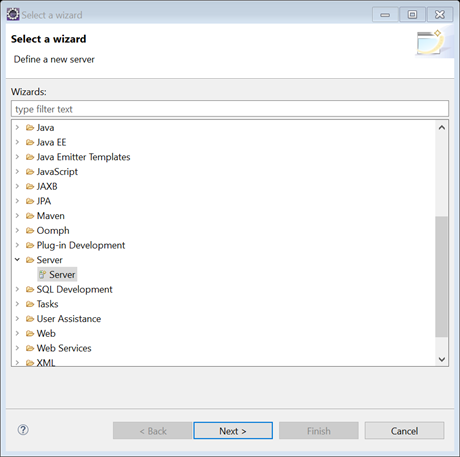 Select a wizard
Select a wizard
Define a new server
Wizards:
type filter text
Java
Java EE
Java Emitter Templates
JavaScript
JAXB
JPA
Maven
Oomph
Plug-in Development
Server
Server
SQL Development
Tasks
User Assistance
Web
Web Services
XML
? < Back Next > Finish Cancel